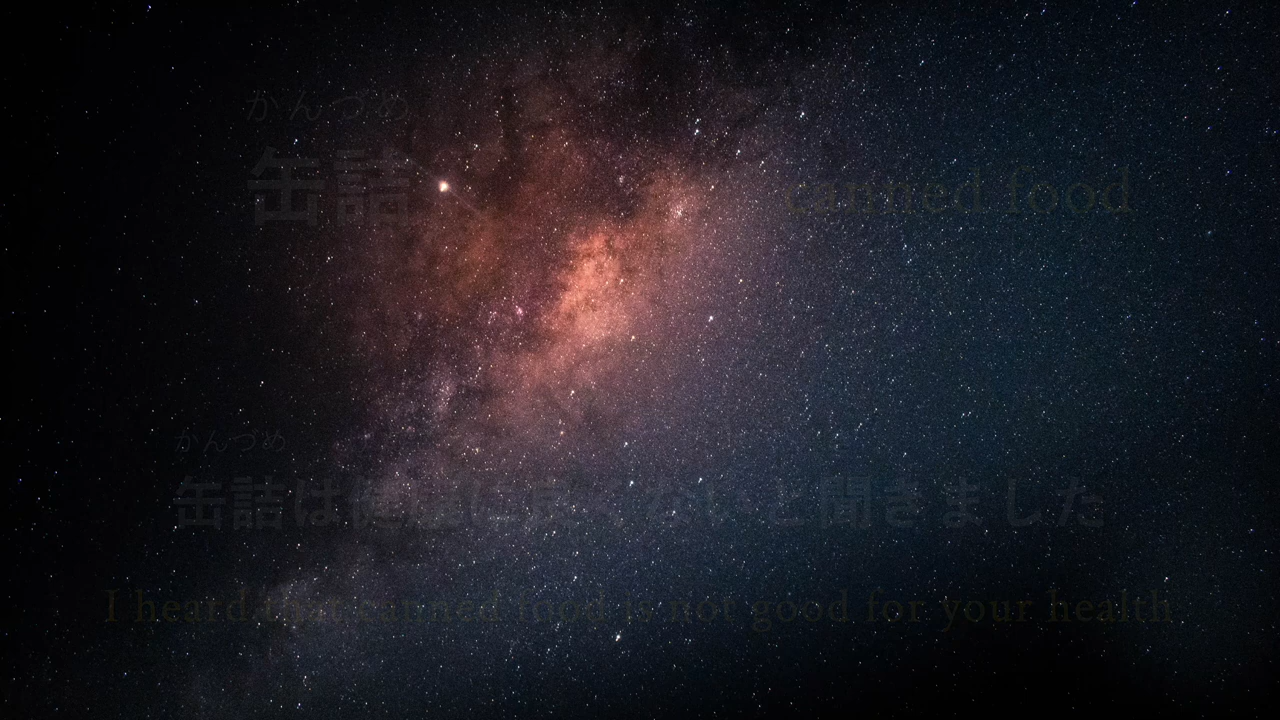 かんづめ
缶詰 canned food
かんづめ
缶詰は健康に良くないと聞きました
I heard that canned food is not good for your health